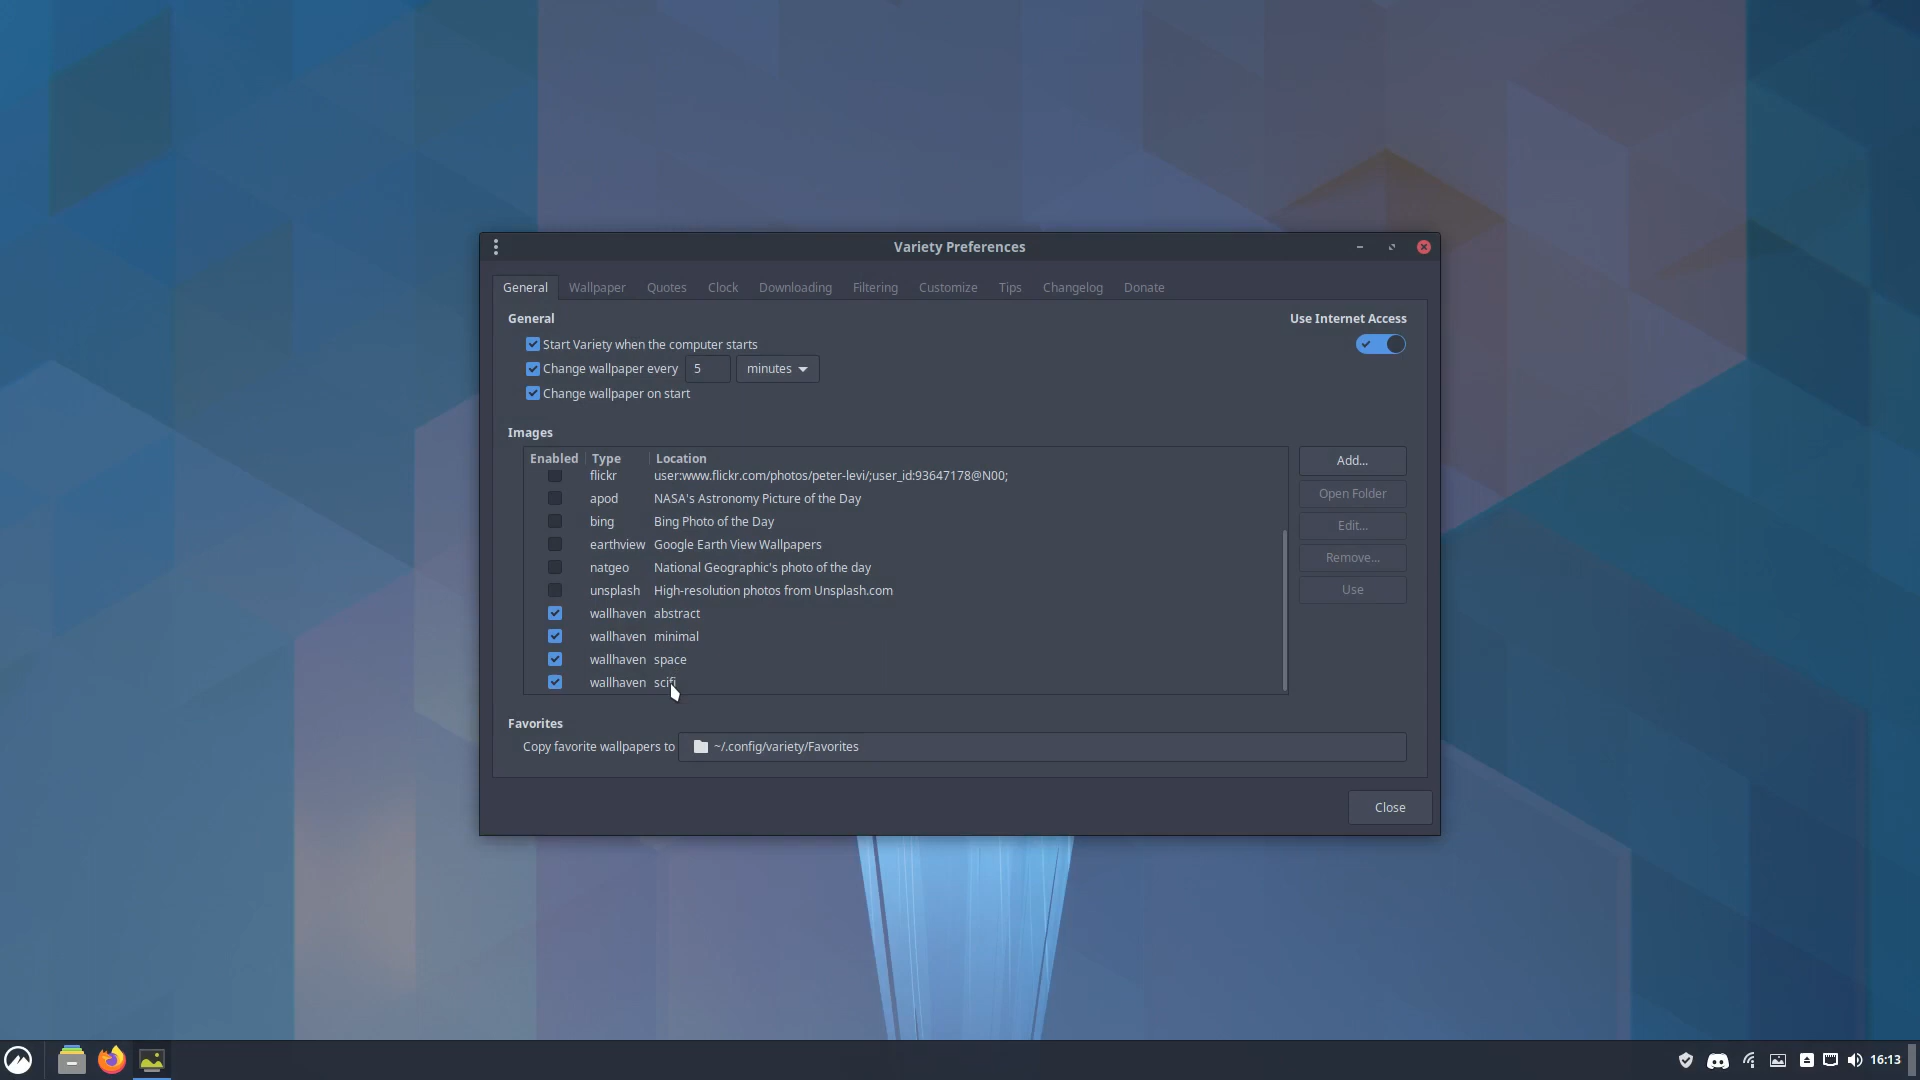 Variety Preferences
General Wallpaper Quotes Clock Downloading Filtering Customize Tips Changelog Donate
General Use Internet Access
Start Variety when the computer starts
Change wallpaper every 5 minutes
Change wallpaper on start
Images
Enabled Type Location Add...
flickr user:www.flickr.com/photos/peter-levi/;user_id:93647178@N00;
apod NASA's Astronomy Picture of the Day Open Folder
bing Bing Photo of the Day Edit...
earthview Google Earth View Wallpapers Remove...
natgeo National Geographic's photo of the day
unsplash High-resolution photos from Unsplash.com Use
wallhaven abstract
wallhaven minimal
wallhaven space
wallhaven scifi
Favorites
Copy favorite wallpapers to ~/.config/variety/Favorites
Close
16:13